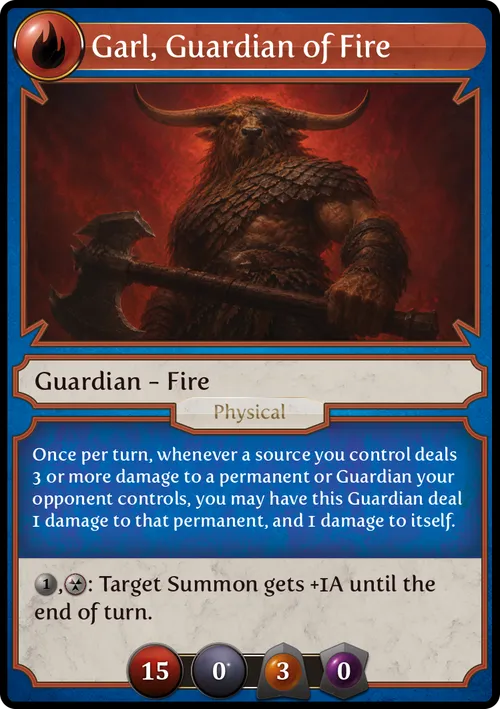 Garl, Guardian of Fire
Guardian – Fire
Physical
Once per turn, whenever a source you control deals
3 or more damage to a permanent or Guardian your
opponent controls, you may have this Guardian deal
1 damage to that permanent, and 1 damage to itself.
1,: Target Summon gets +1A until the
end of turn.
15 0* 3 0